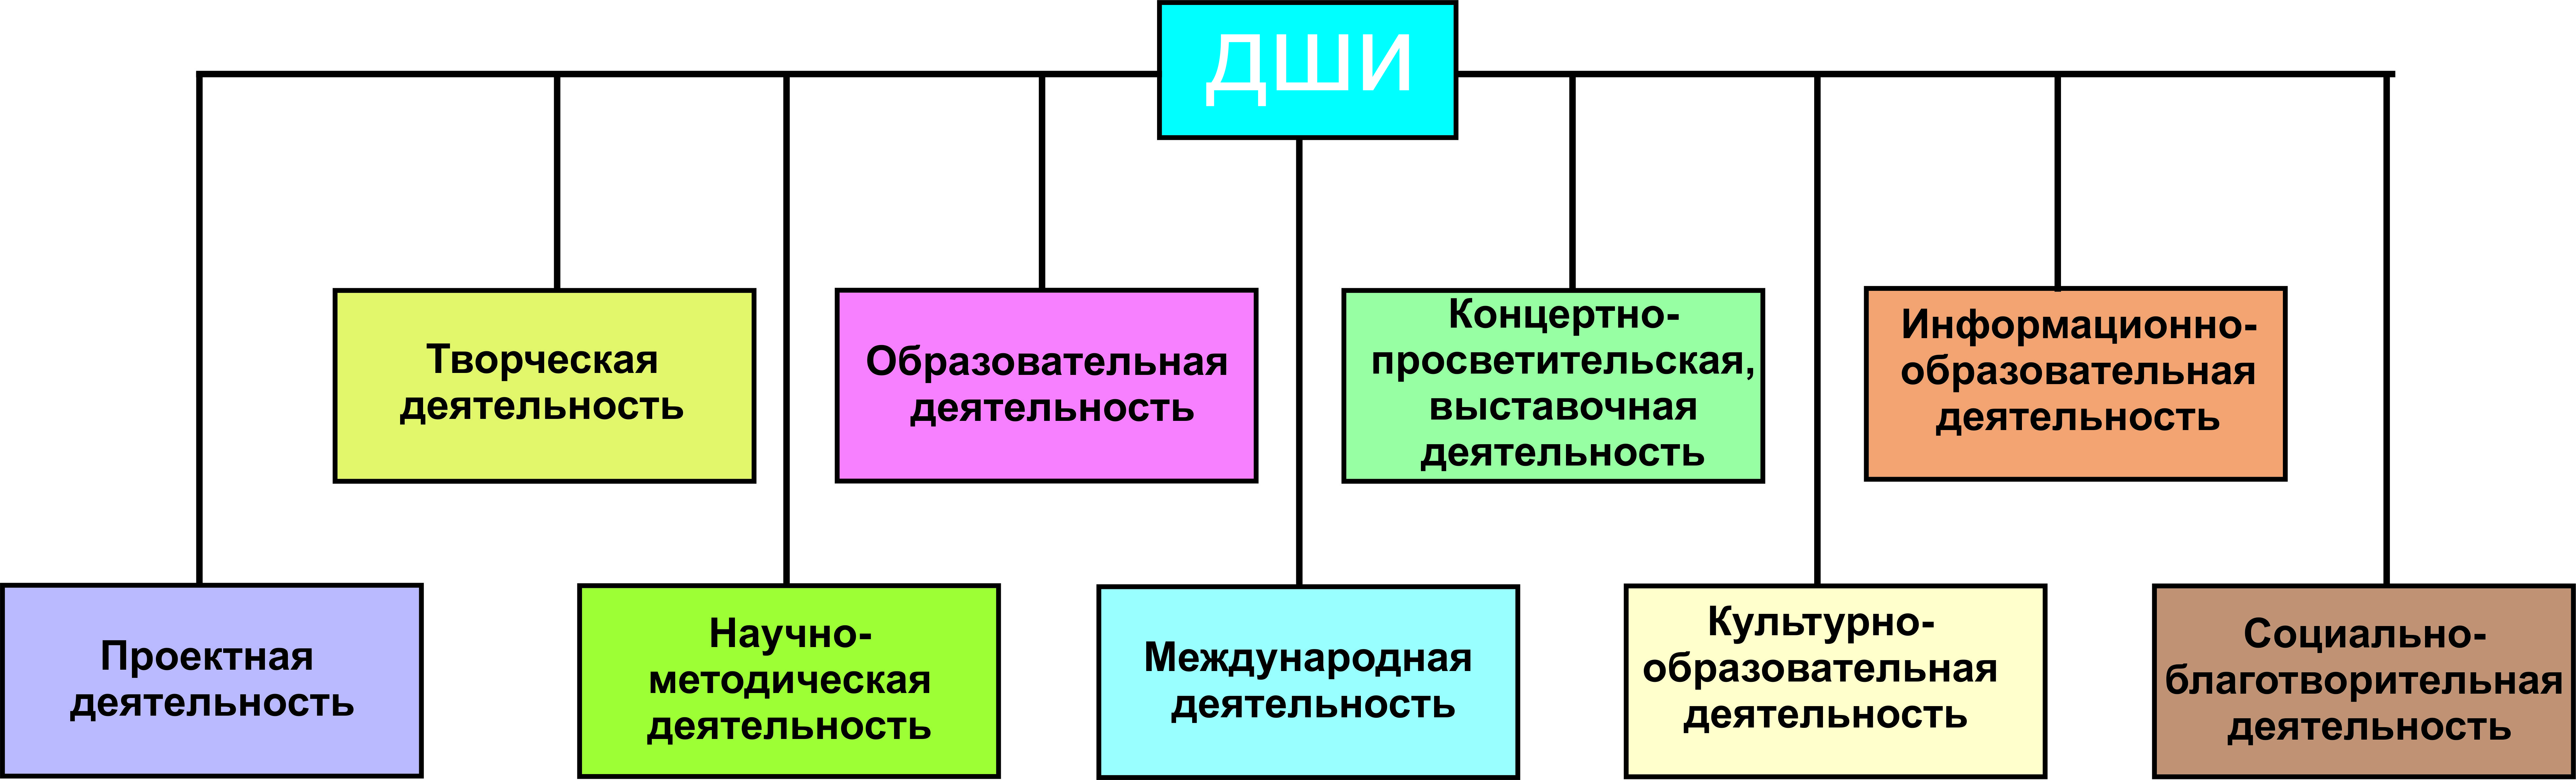 ДШИ
Творческая
деятельность
Образовательная
деятельность
Концертно-
просветительская,
выставочная
деятельность
Информационно-
образовательная
деятельность
Проектная
деятельность
Научно-
методическая
деятельность
Международная
деятельность
Культурно-
образовательная
деятельность
Социально-
благотворительная
деятельность